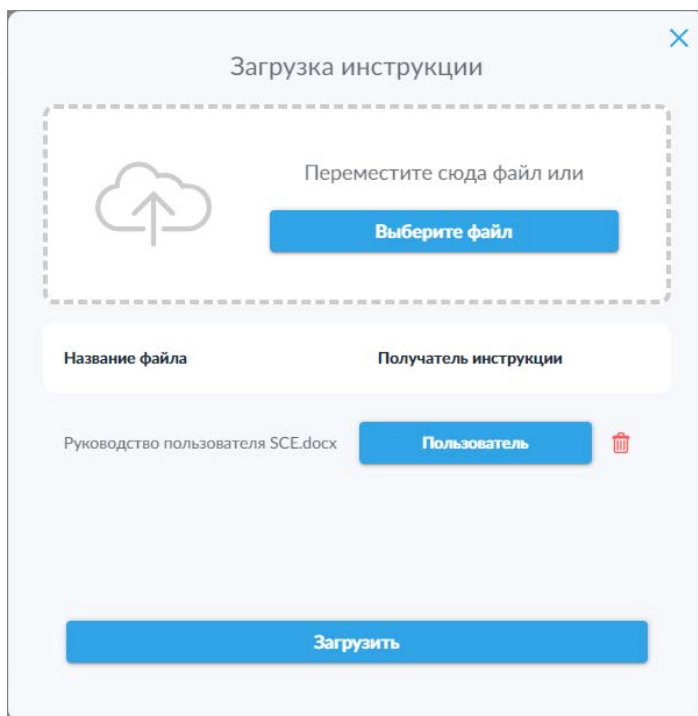 Загрузка инструкции
Переместите сюда файл или
Выберите файл
Название файла Получатель инструкции
Руководство пользователя SCE.docx Пользователь
Загрузить